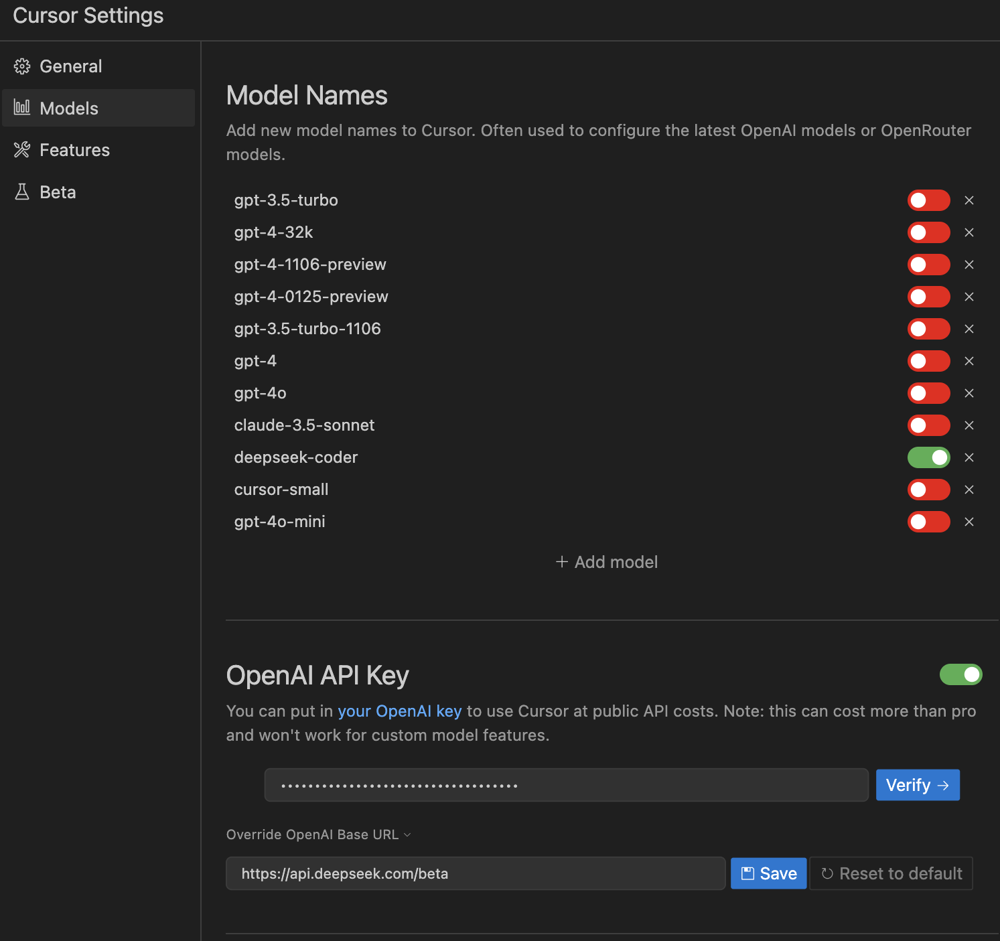 Cursor Settings
General
Models
Features
Beta
Model Names
Add new model names to Cursor. Often used to configure the latest OpenAI models or OpenRouter
models.
gpt-3.5-turbo
gpt-4-32k
gpt-4-1106-preview
gpt-4-0125-preview
gpt-3.5-turbo-1106
gpt-4
gpt-4o
claude-3.5-sonnet
deepseek-coder
cursor-small
gpt-4o-mini
+ Add model
OpenAI API Key
You can put in your OpenAI key to use Cursor at public API costs. Note: this can cost more than pro
and won't work for custom model features.
Verify →
Override OpenAI Base URL
https://api.deepseek.com/beta
Save
Reset to default